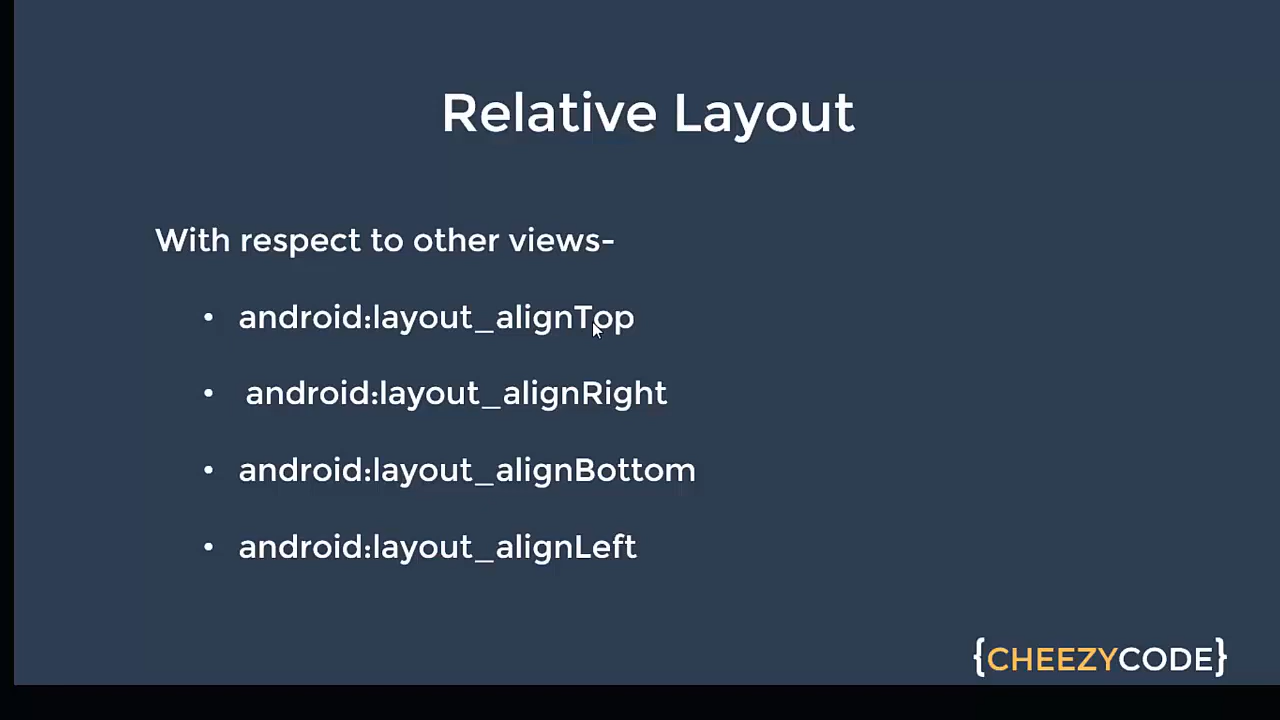 Relative Layout
With respect to other views-
• android:layout_alignTop
• android:layout_alignRight
• android:layout_alignBottom
• android:layout_alignLeft
{CHEEZYCODE}